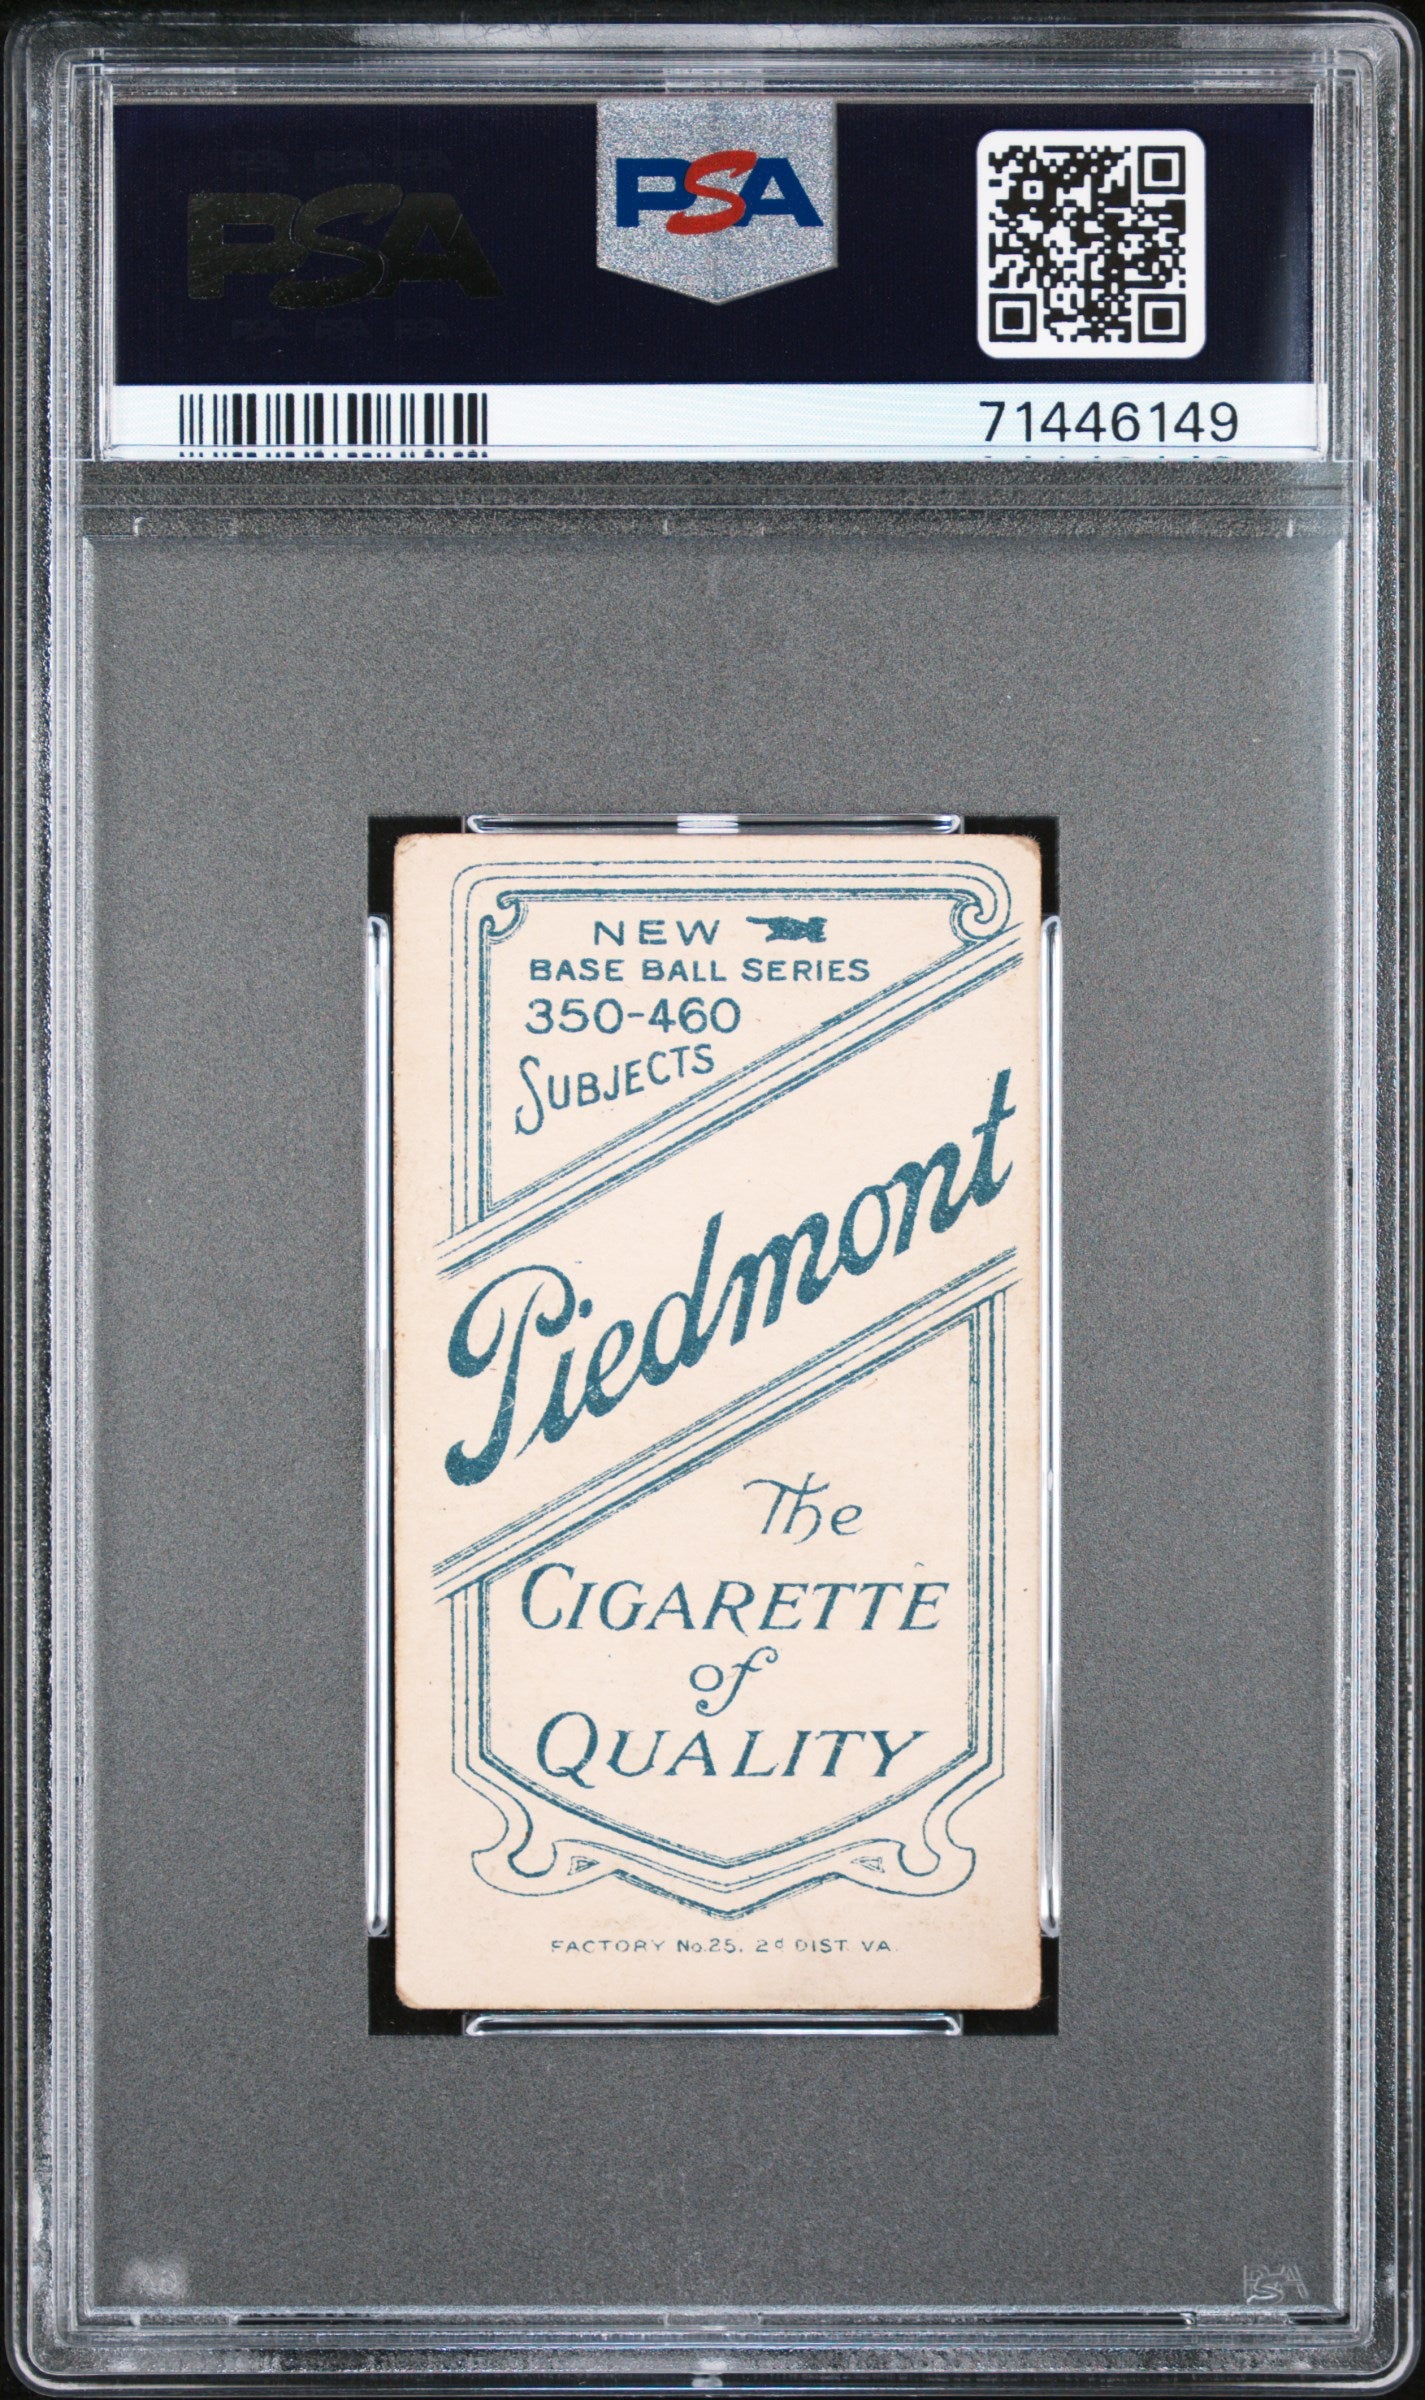 PSA
PSA
71446149
NEW
BASE BALL SERIES
350-460
SUBJECTS
Piedmont
The
CIGARETTE
of
QUALITY
FACTORY No. 25. 2d DIST. VA.
PSA